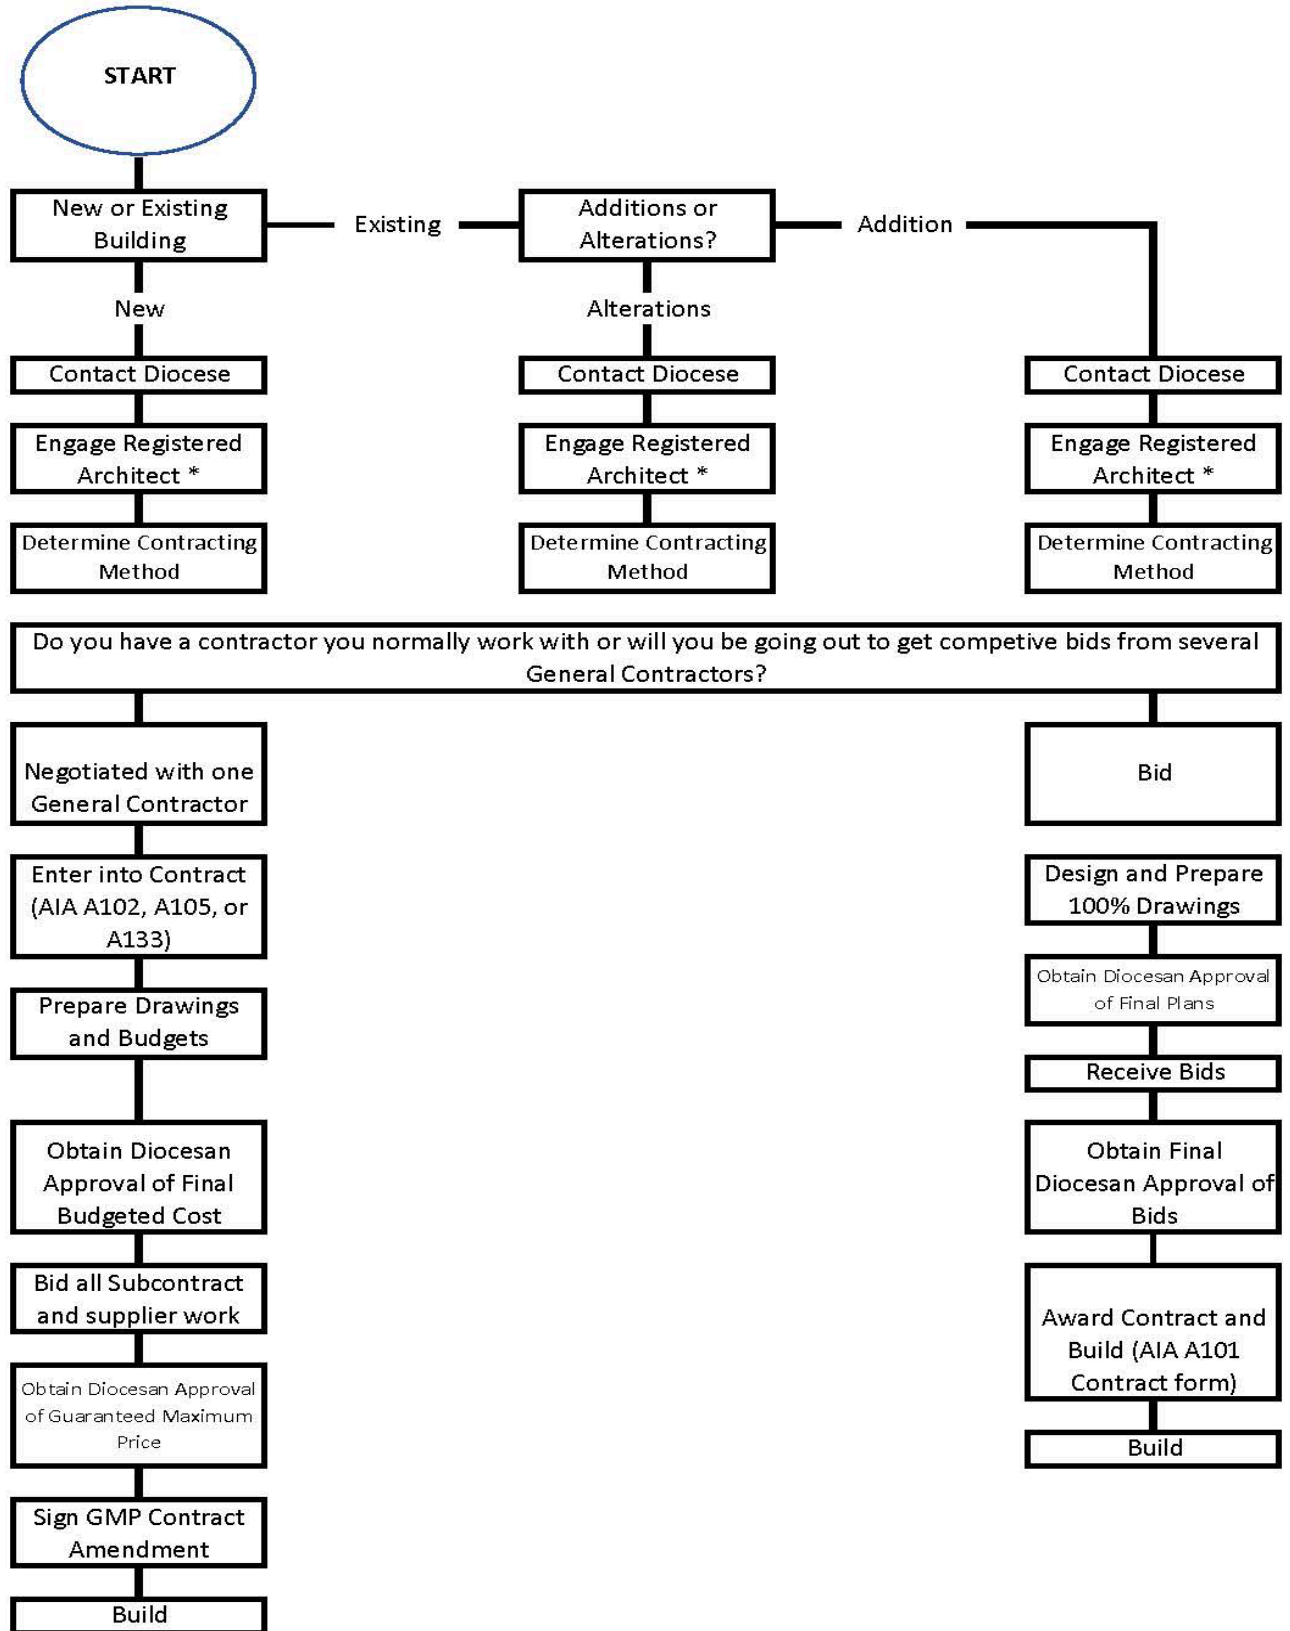 START
New or Existing
Building
Existing
Additions or
Alterations?
Addition
New
Alterations
Contact Diocese
Contact Diocese
Contact Diocese
Engage Registered
Architect *
Engage Registered
Architect *
Engage Registered
Architect *
Determine Contracting
Method
Determine Contracting
Method
Determine Contracting
Method
Do you have a contractor you normally work with or will you be going out to get competive bids from several
General Contractors?
Negotiated with one
General Contractor
Enter into Contract
(AIA A102, A105, or
A133)
Prepare Drawings
and Budgets
Obtain Diocesan
Approval of Final
Budgeted Cost
Bid all Subcontract
and supplier work
Obtain Diocesan Approval
of Guaranteed Maximum
Price
Sign GMP Contract
Amendment
Build
Bid
Design and Prepare
100% Drawings
Obtain Diocesan Approval
of Final Plans
Receive Bids
Obtain Final
Diocesan Approval of
Bids
Award Contract and
Build (AIA A101
Contract form)
Build